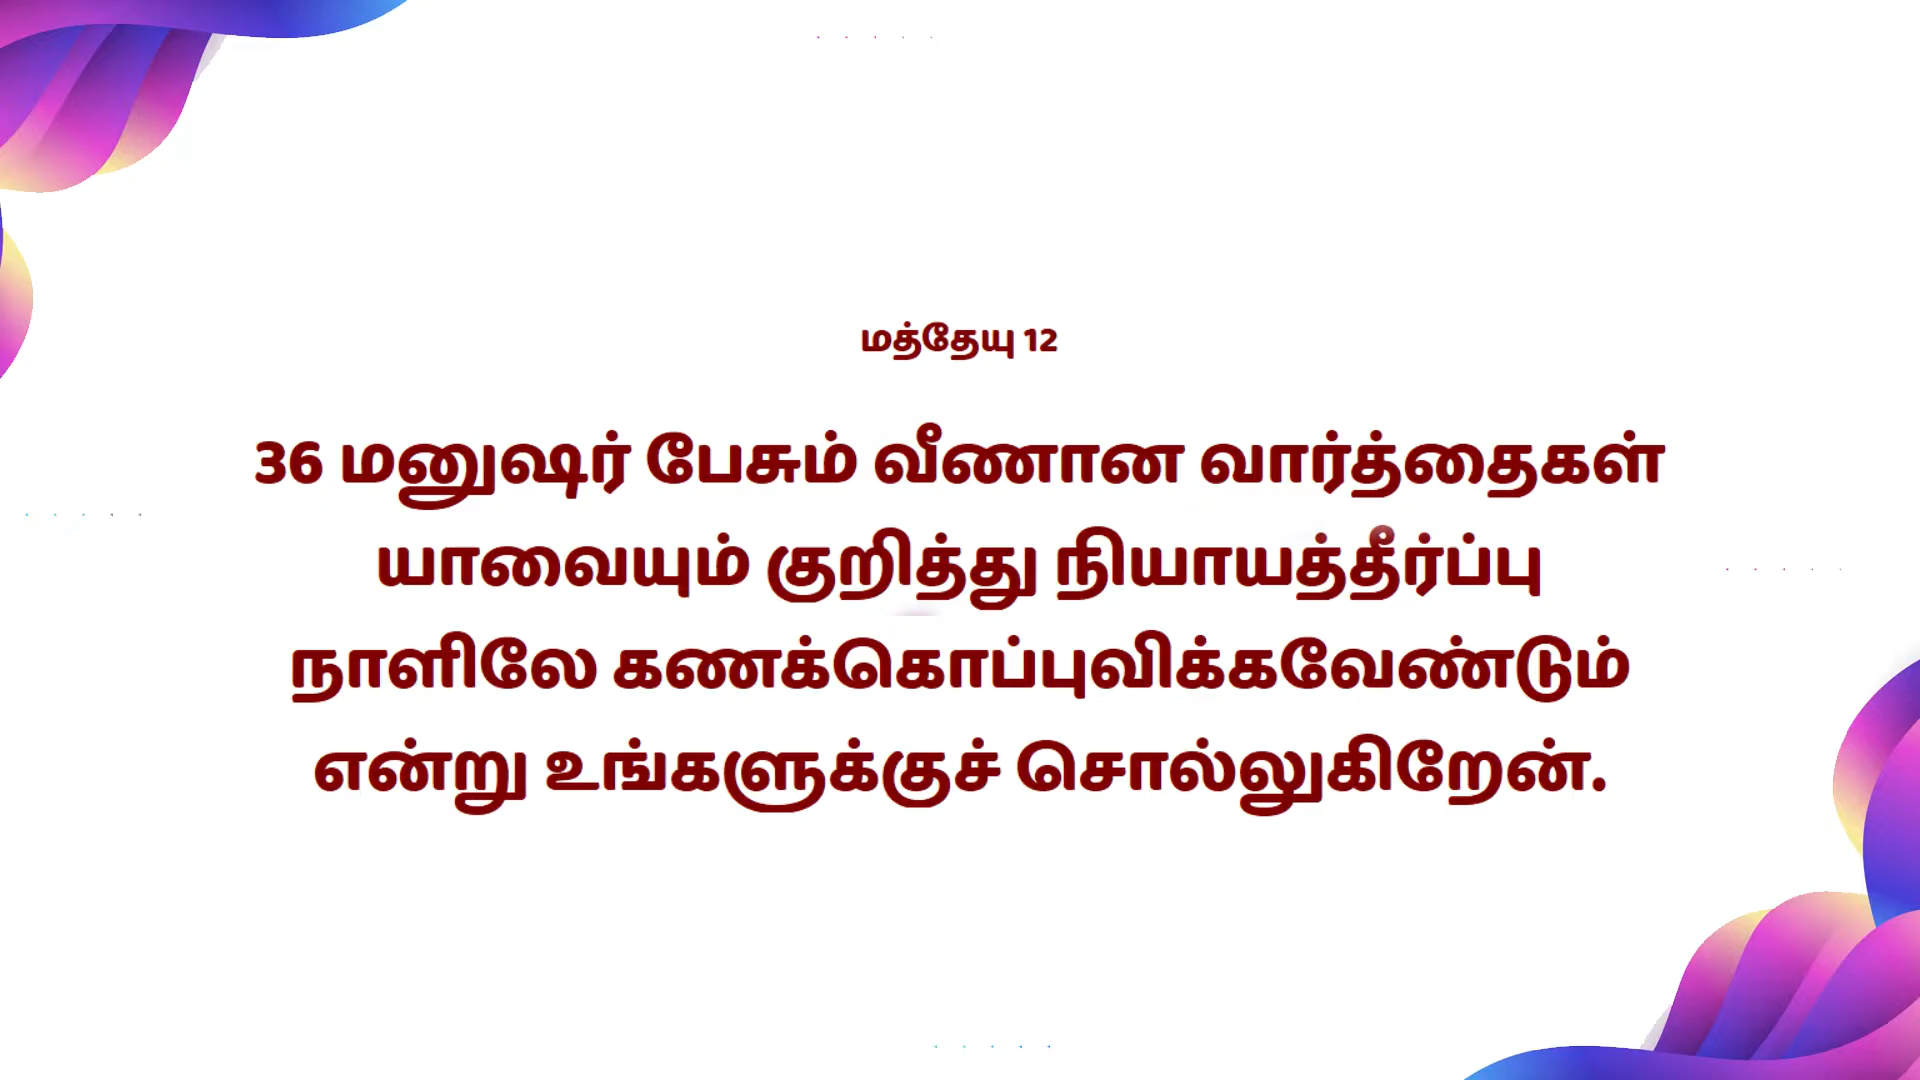 மத்தேயு 12
36 மனுஷர் பேசும் வீணான வார்த்தைகள்
யாவையும் குறித்து நியாயத்தீர்ப்பு
நாளிலே கணக்கொப்புவிக்கவேண்டும்
என்று உங்களுக்குச் சொல்லுகிறேன்.